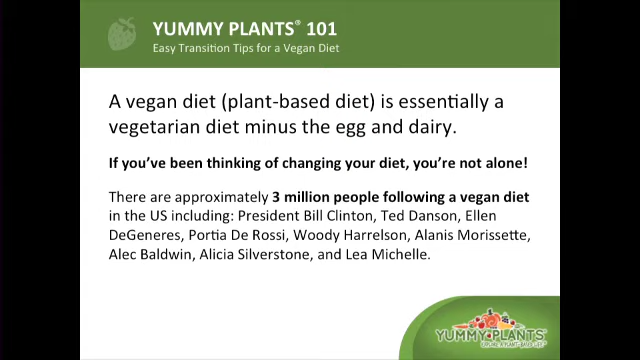 YUMMY PLANTS® 101
Easy Transition Tips for a Vegan Diet
A vegan diet (plant-based diet) is essentially a
vegetarian diet minus the egg and dairy.
If you've been thinking of changing your diet, you're not alone!
There are approximately 3 million people following a vegan diet
in the US including: President Bill Clinton, Ted Danson, Ellen
DeGeneres, Portia De Rossi, Woody Harrelson, Alanis Morissette,
Alec Baldwin, Alicia Silverstone, and Lea Michelle.
YUMMY PLANTS